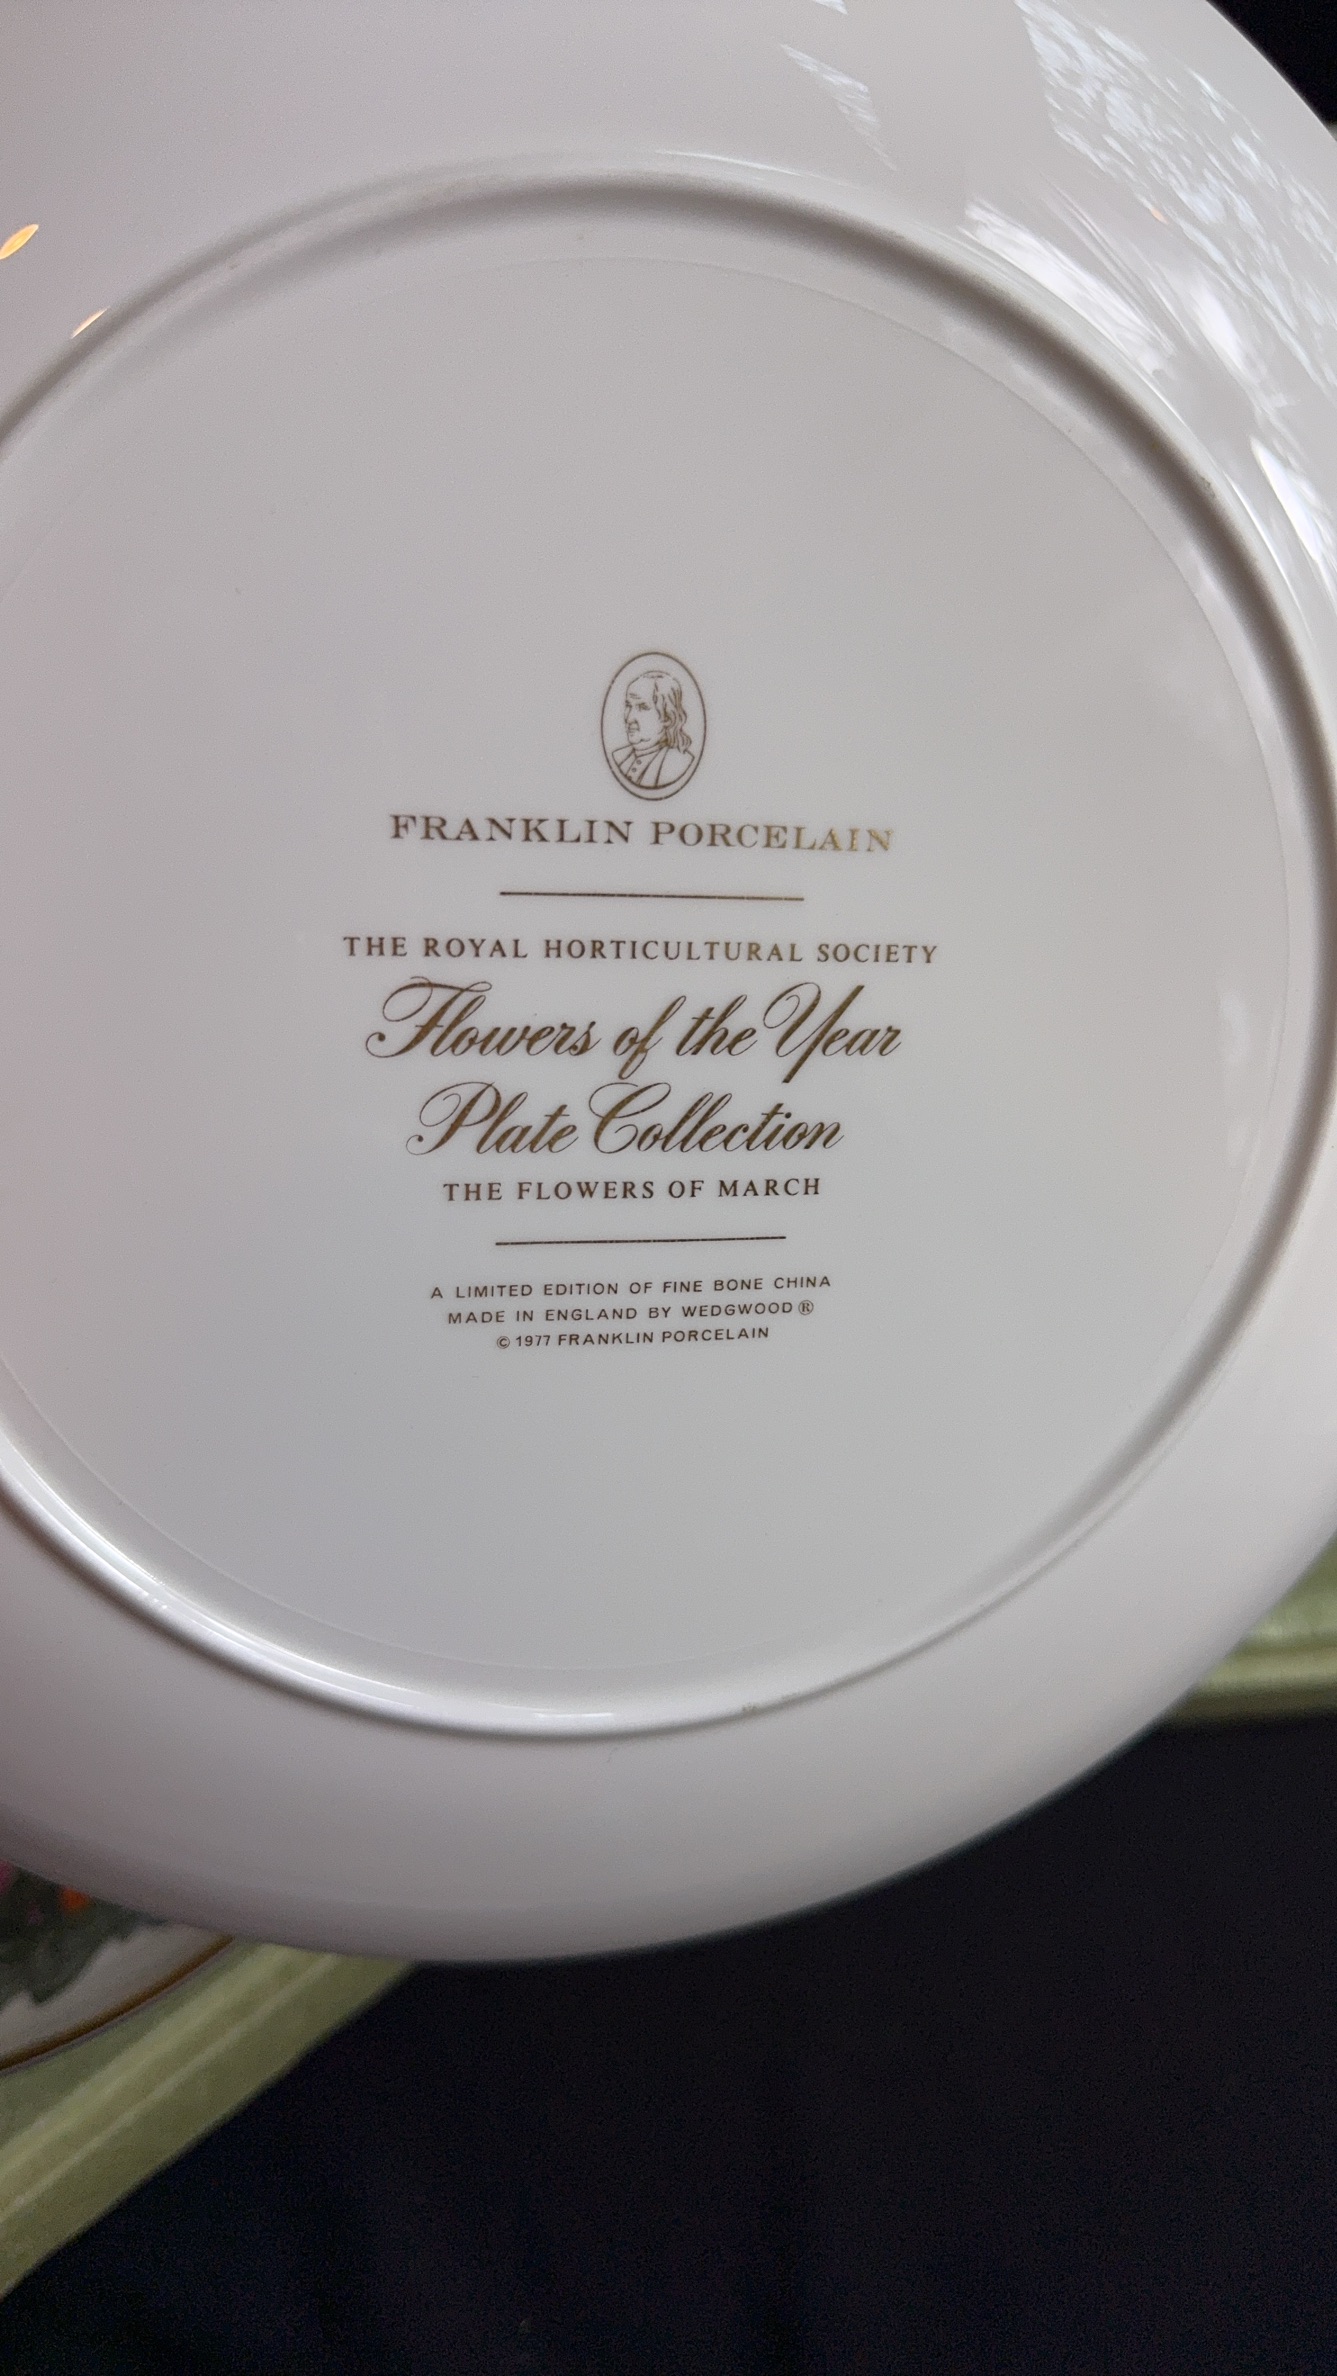 FRANKLIN PORCELAIN
THE ROYAL HORTICULTURAL SOCIETY
Flowers of the Year
Plate Collection
THE FLOWERS OF MARCH
A LIMITED EDITION OF FINE BONE CHINA
MADE IN ENGLAND BY WEDGWOOD ®
© 1977 FRANKLIN PORCELAIN